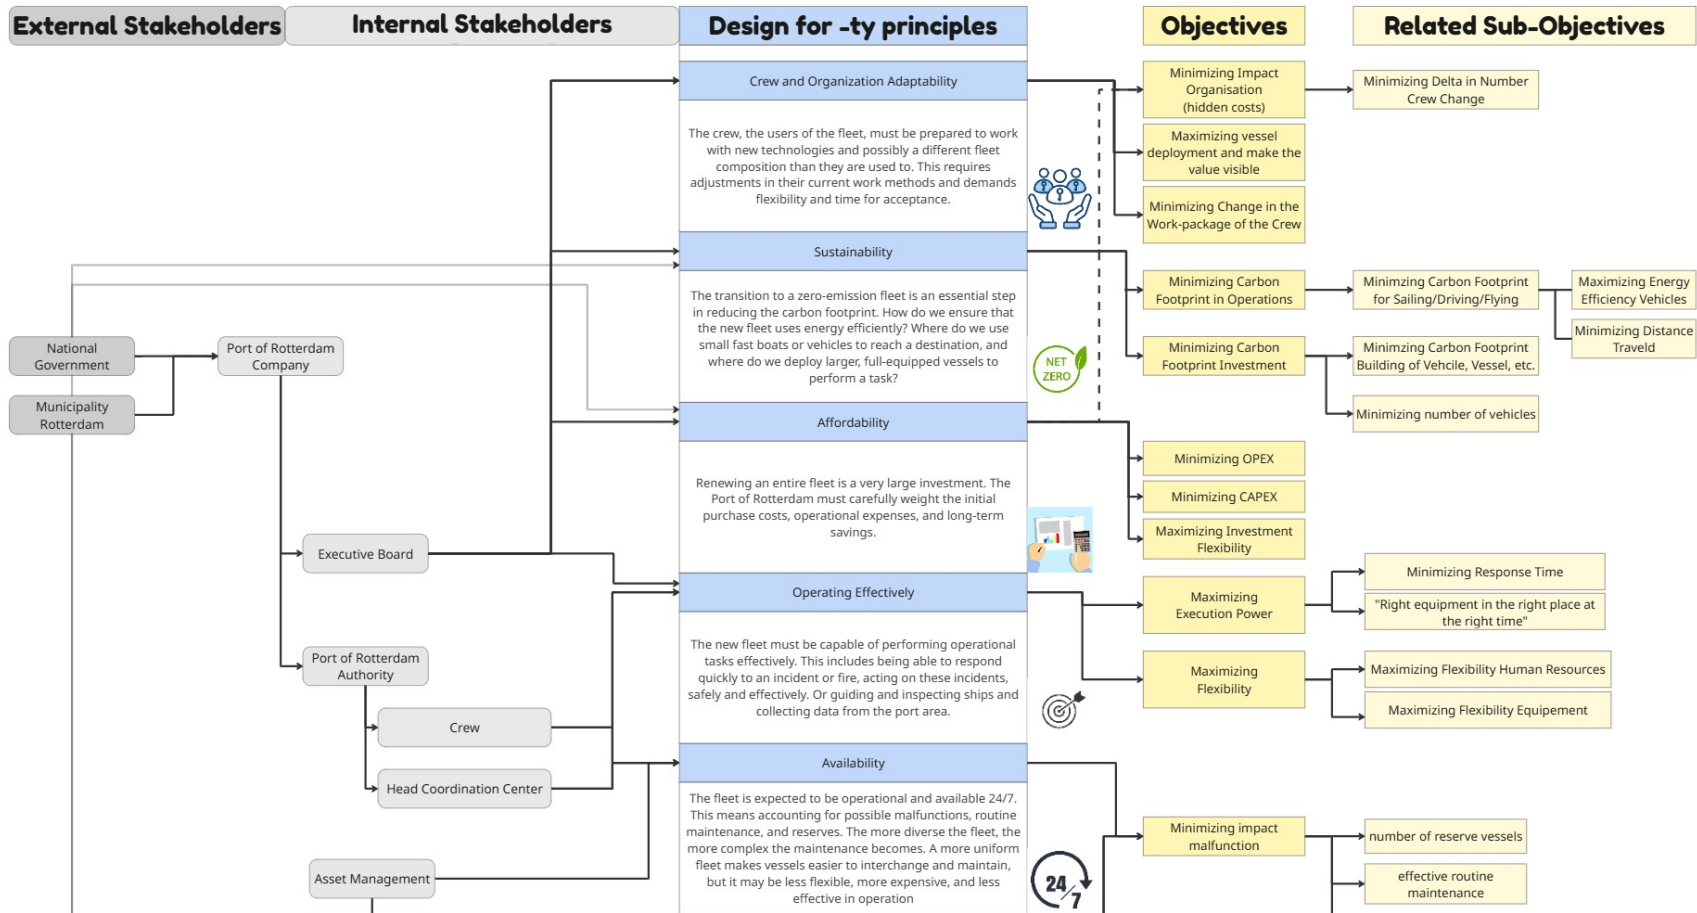 External Stakeholders
Internal Stakeholders
Design for -ty principles
Objectives
Related Sub-Objectives
Crew and Organization Adaptability
The crew, the users of the fleet, must be prepared to work
with new technologies and possibly a different fleet
composition than they are used to. This requires
adjustments in their current work methods and demands
flexibility and time for acceptance.
Minimizing Impact
Organisation
(hidden costs)
Minimizing Delta in Number
Crew Change
Maximizing vessel
deployment and make the
value visible
Minimizing Change in the
Work-package of the Crew
Sustainability
The transition to a zero-emission fleet is an essential step
in reducing the carbon footprint. How do we ensure that
the new fleet uses energy efficiently? Where do we use
small fast boats or vehicles to reach a destination, and
where do we deploy larger, full-equipped vessels to
perform a task?
NET
ZERO
Minimizing Carbon
Footprint in Operations
Minimzing Carbon Footprint
for Sailing/Driving/Flying
Maximizing Energy
Efficiency Vehicles
Minimizing Distance
Traveld
Minimizing Carbon
Footprint Investment
Minimzing Carbon Footprint
Building of Vehcile, Vessel, etc.
Minimizing number of vehicles
National
Government
Port of Rotterdam
Company
Municipality
Rotterdam
Affordability
Renewing an entire fleet is a very large investment. The
Port of Rotterdam must carefully weight the initial
purchase costs, operational expenses, and long-term
savings.
Minimizing OPEX
Minimizing CAPEX
Maximizing Investment
Flexibility
Executive Board
Operating Effectively
The new fleet must be capable of performing operational
tasks effectively. This includes being able to respond
quickly to an incident or fire, acting on these incidents,
safely and effectively. Or guiding and inspecting ships and
collecting data from the port area.
Maximizing
Execution Power
Minimizing Response Time
"Right equipment in the right place at
the right time"
Maximizing
Flexibility
Maximizing Flexibility Human Resources
Maximizing Flexibility Equipement
Port of Rotterdam
Authority
Crew
Head Coordination Center
Availability
The fleet is expected to be operational and available 24/7.
This means accounting for possible malfunctions, routine
maintenance, and reserves. The more diverse the fleet, the
more complex the maintenance becomes. A more uniform
fleet makes vessels easier to interchange and maintain,
but it may be less flexible, more expensive, and less
effective in operation
24/7
Minimizing impact
malfunction
number of reserve vessels
effective routine
maintenance
Asset Management